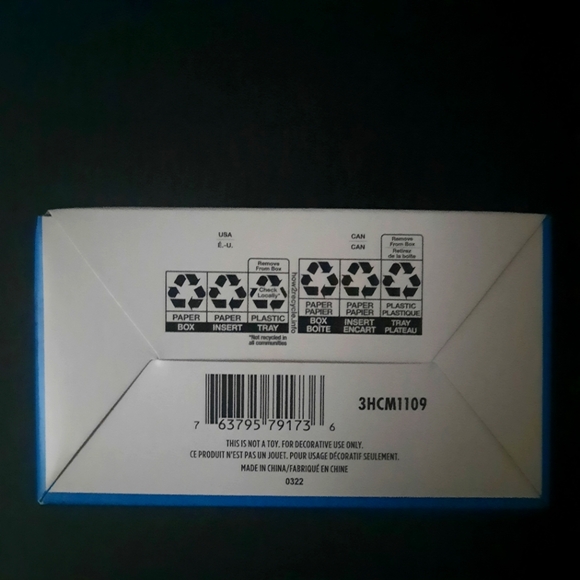 USA
É.-U.
Remove
From Box
Check
Locally*
PAPER
PAPER
PLASTIC
BOX
INSERT
TRAY
*Not recycled in
all communities
how2recycle.info
CAN
CAN
Remove
From Box
Retirez
de la boîte
PAPER
PAPIER
PAPER
PAPIER
PLASTIC
PLASTIQUE
BOX
BOÎTE
INSERT
ENCART
TRAY
PLATEAU
7 63795 79173 6
3HCM1109
THIS IS NOT A TOY. FOR DECORATIVE USE ONLY.
CE PRODUIT N'EST PAS UN JOUET. POUR USAGE DÉCORATIF SEULEMENT.
MADE IN CHINA/FABRIQUÉ EN CHINE
0322